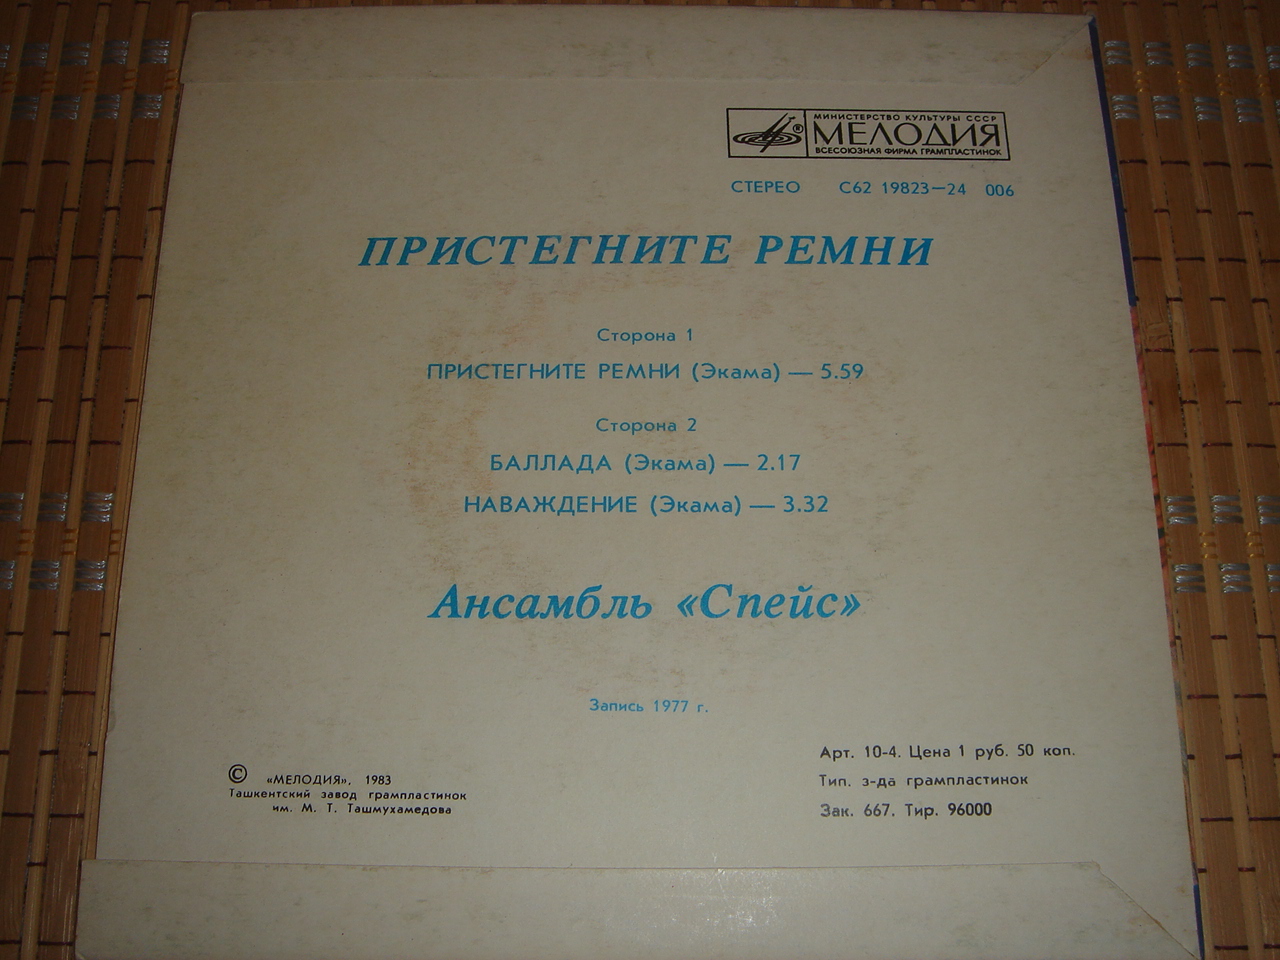 МИНИСТЕРСТВО КУЛЬТУРЫ СССР
® МЕЛОДИЯ
ВСЕСОЮЗНАЯ ФИРМА ГРАМПЛАСТИНОК
СТЕРЕО С62 19823—24 006
ПРИСТЕГНИТЕ РЕМНИ
Сторона 1
ПРИСТЕГНИТЕ РЕМНИ (Экама) — 5.59
Сторона 2
БАЛЛАДА (Экама) — 2.17
НАВАЖДЕНИЕ (Экама) — 3.32
Ансамбль «Спейс»
Запись 1977 г.
© «МЕЛОДИЯ», 1983
Ташкентский завод грампластинок
им. М. Т. Ташмухамедова
Арт. 10-4. Цена 1 руб. 50 коп.
Тип. з-да грампластинок
Зак. 667. Тир. 96000